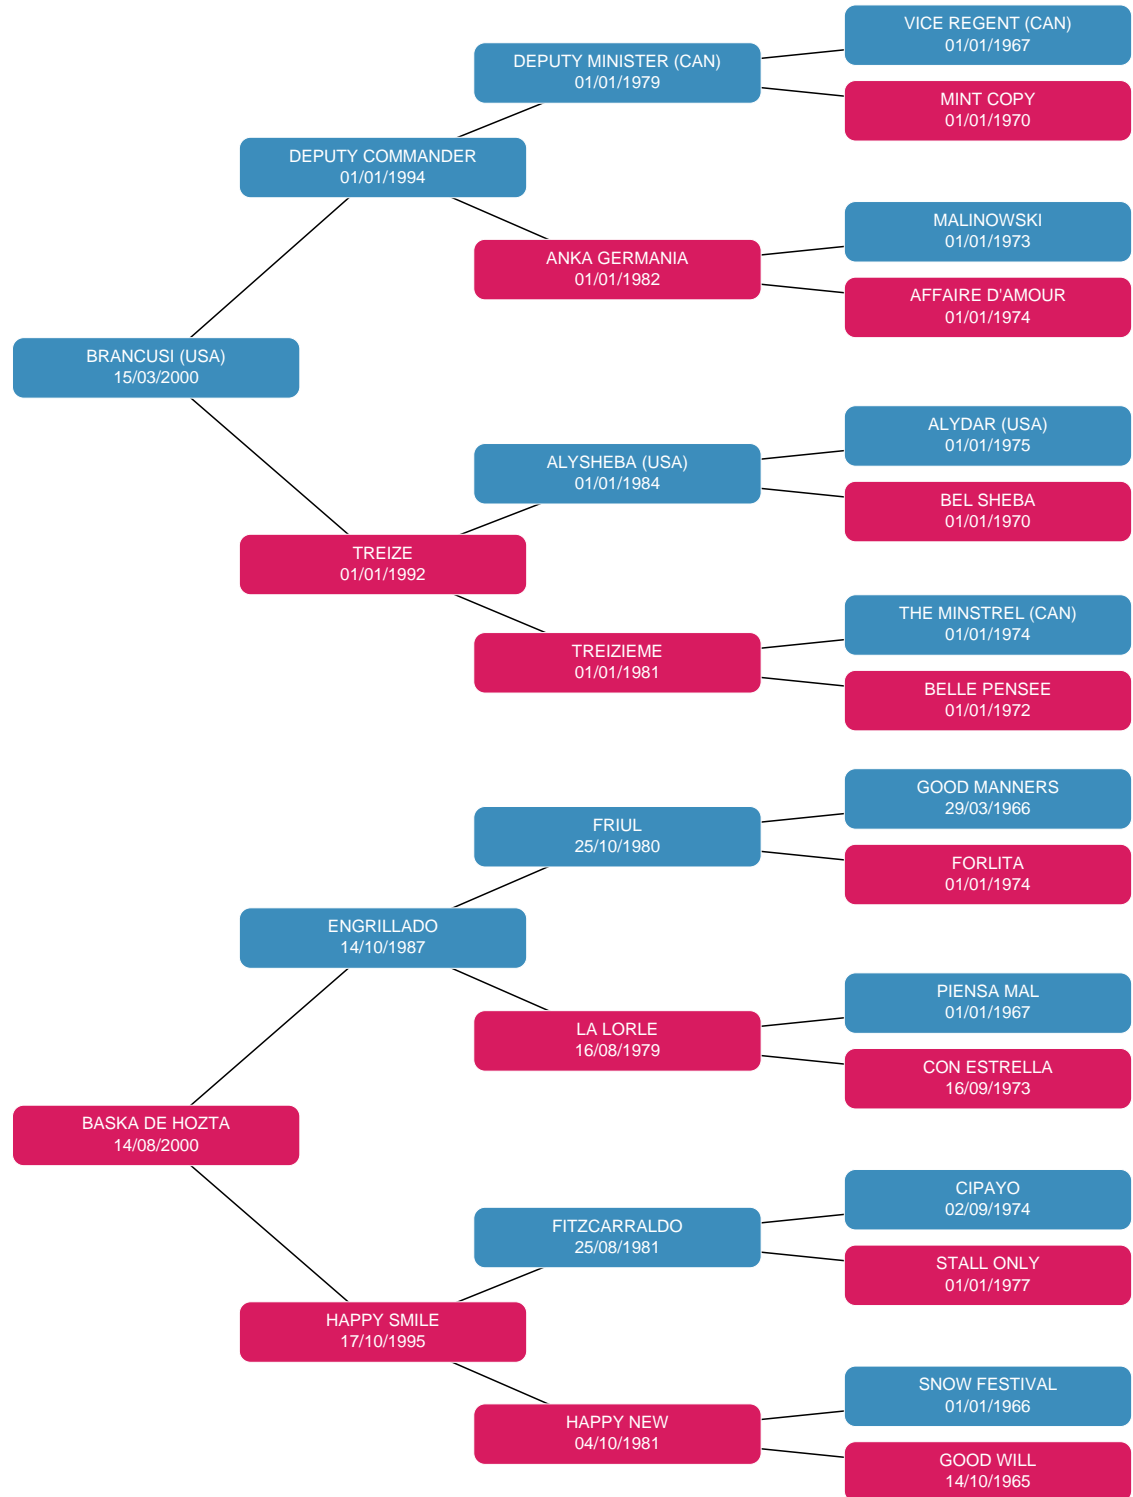 VICE REGENT (CAN)
01/01/1967
DEPUTY MINISTER (CAN)
01/01/1979
MINT COPY
01/01/1970
DEPUTY COMMANDER
01/01/1994
MALINOWSKI
01/01/1973
ANKA GERMANIA
01/01/1982
AFFAIRE D'AMOUR
01/01/1974
BRANCUSI (USA)
15/03/2000
ALYDAR (USA)
01/01/1975
ALYSHEBA (USA)
01/01/1984
BEL SHEBA
01/01/1970
TREIZE
01/01/1992
THE MINSTREL (CAN)
01/01/1974
TREIZIEME
01/01/1981
BELLE PENSEE
01/01/1972
GOOD MANNERS
29/03/1966
FRIUL
25/10/1980
FORLITA
01/01/1974
ENGRILLADO
14/10/1987
PIENSA MAL
01/01/1967
LA LORLE
16/08/1979
CON ESTRELLA
16/09/1973
BASKA DE HOZTA
14/08/2000
CIPAYO
02/09/1974
FITZCARRALDO
25/08/1981
STALL ONLY
01/01/1977
HAPPY SMILE
17/10/1995
SNOW FESTIVAL
01/01/1966
HAPPY NEW
04/10/1981
GOOD WILL
14/10/1965